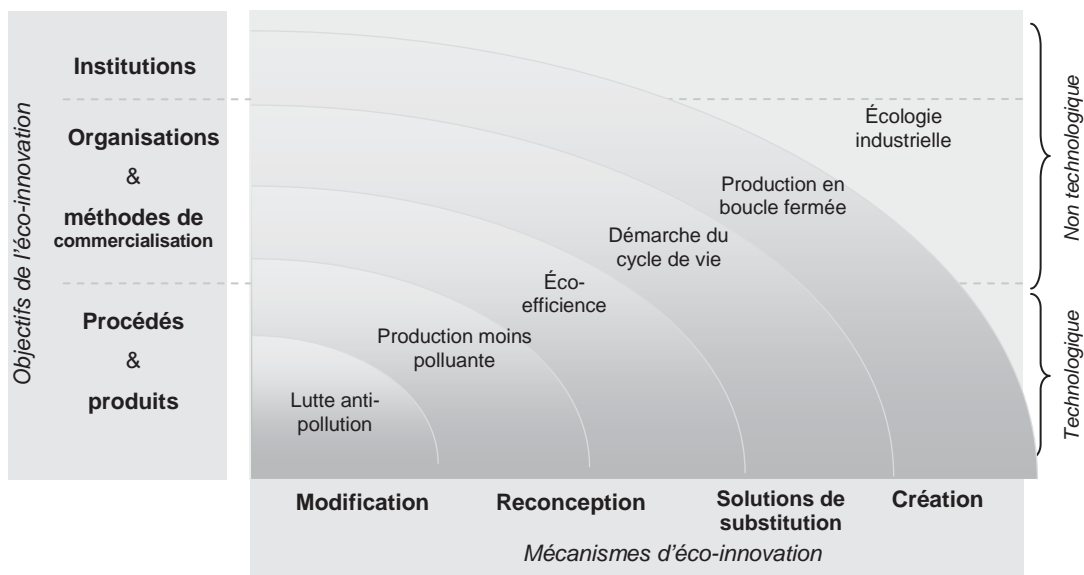 Objectifs de l'éco-innovation
Institutions
Organisations
&
méthodes de
commercialisation
Procédés
&
produits
Écologie
industrielle
Production en
boucle fermée
Démarche du
cycle de vie
Éco-
efficience
Production moins
polluante
Lutte anti-
pollution
Non technologique
Technologique
Modification
Reconception
Solutions de
substitution
Création
Mécanismes d'éco-innovation